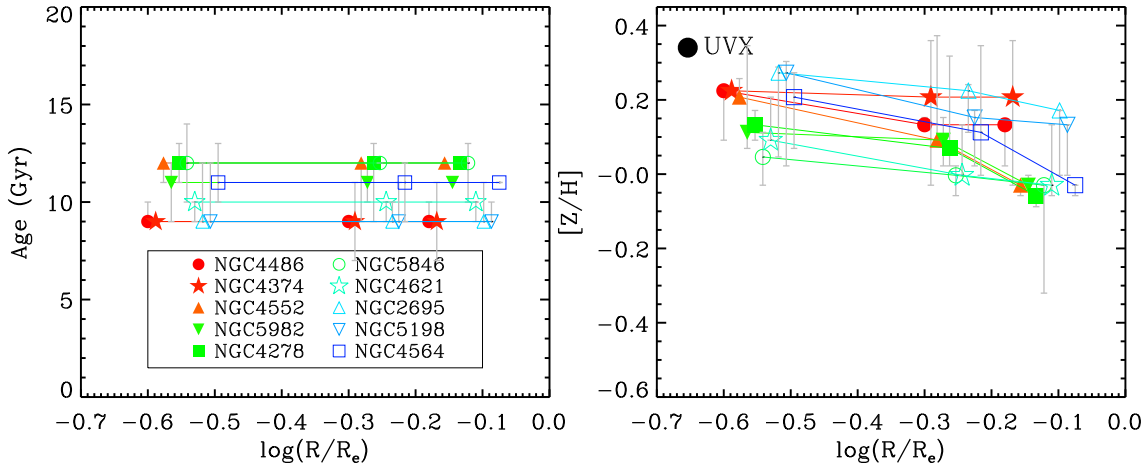 20
15
10
5
0
Age (Gyr)
NGC4486
NGC4374
NGC4552
NGC5982
NGC4278
NGC5846
NGC4621
NGC2695
NGC5198
NGC4564
-0.7 -0.6 -0.5 -0.4 -0.3 -0.2 -0.1 0.0
log(R/Re)
0.4
0.2
-0.0
-0.2
-0.4
-0.6
[Z/H]
UVX
-0.7 -0.6 -0.5 -0.4 -0.3 -0.2 -0.1 0.0
log(R/Re)